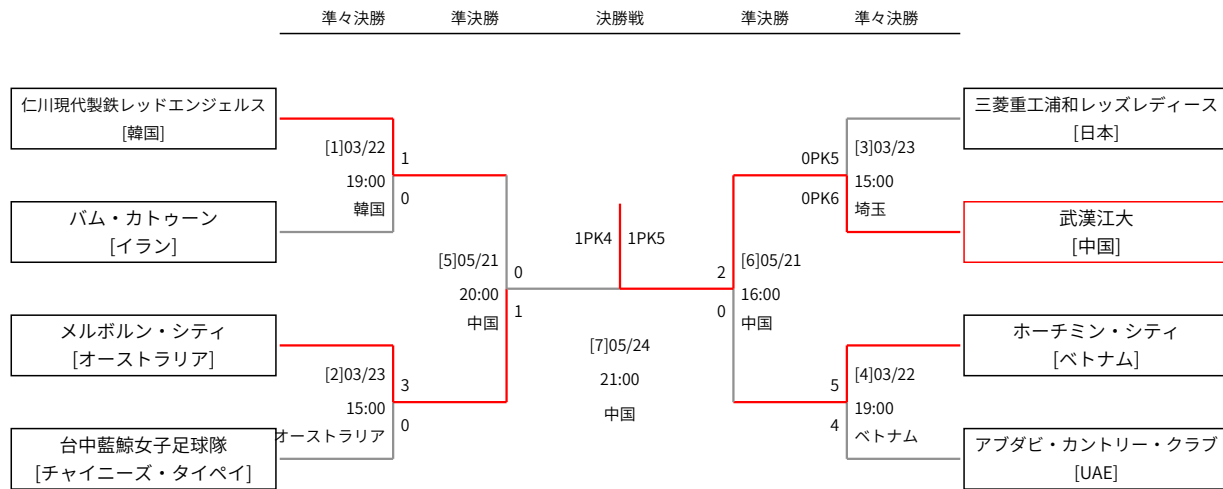 準々決勝 準決勝 決勝戦 準決勝 準々決勝
仁川現代製鉄レッドエンジェルス
[韓国]
[1]03/22
19:00
韓国
1
0
バム・カトゥーン
[イラン]
メルボルン・シティ
[オーストラリア]
[2]03/23
15:00
オーストラリア
3
0
台中藍鯨女子足球隊
[チャイニーズ・タイペイ]
[5]05/21
20:00
中国
0
1
1PK4 1PK5
[7]05/24
21:00
中国
2
0
[6]05/21
16:00
中国
三菱重工浦和レッズレディース
[日本]
0PK5
0PK6
[3]03/23
15:00
埼玉
武漢江大
[中国]
ホーチミン・シティ
[ベトナム]
5
4
[4]03/22
19:00
ベトナム
アブダビ・カントリー・クラブ
[UAE]